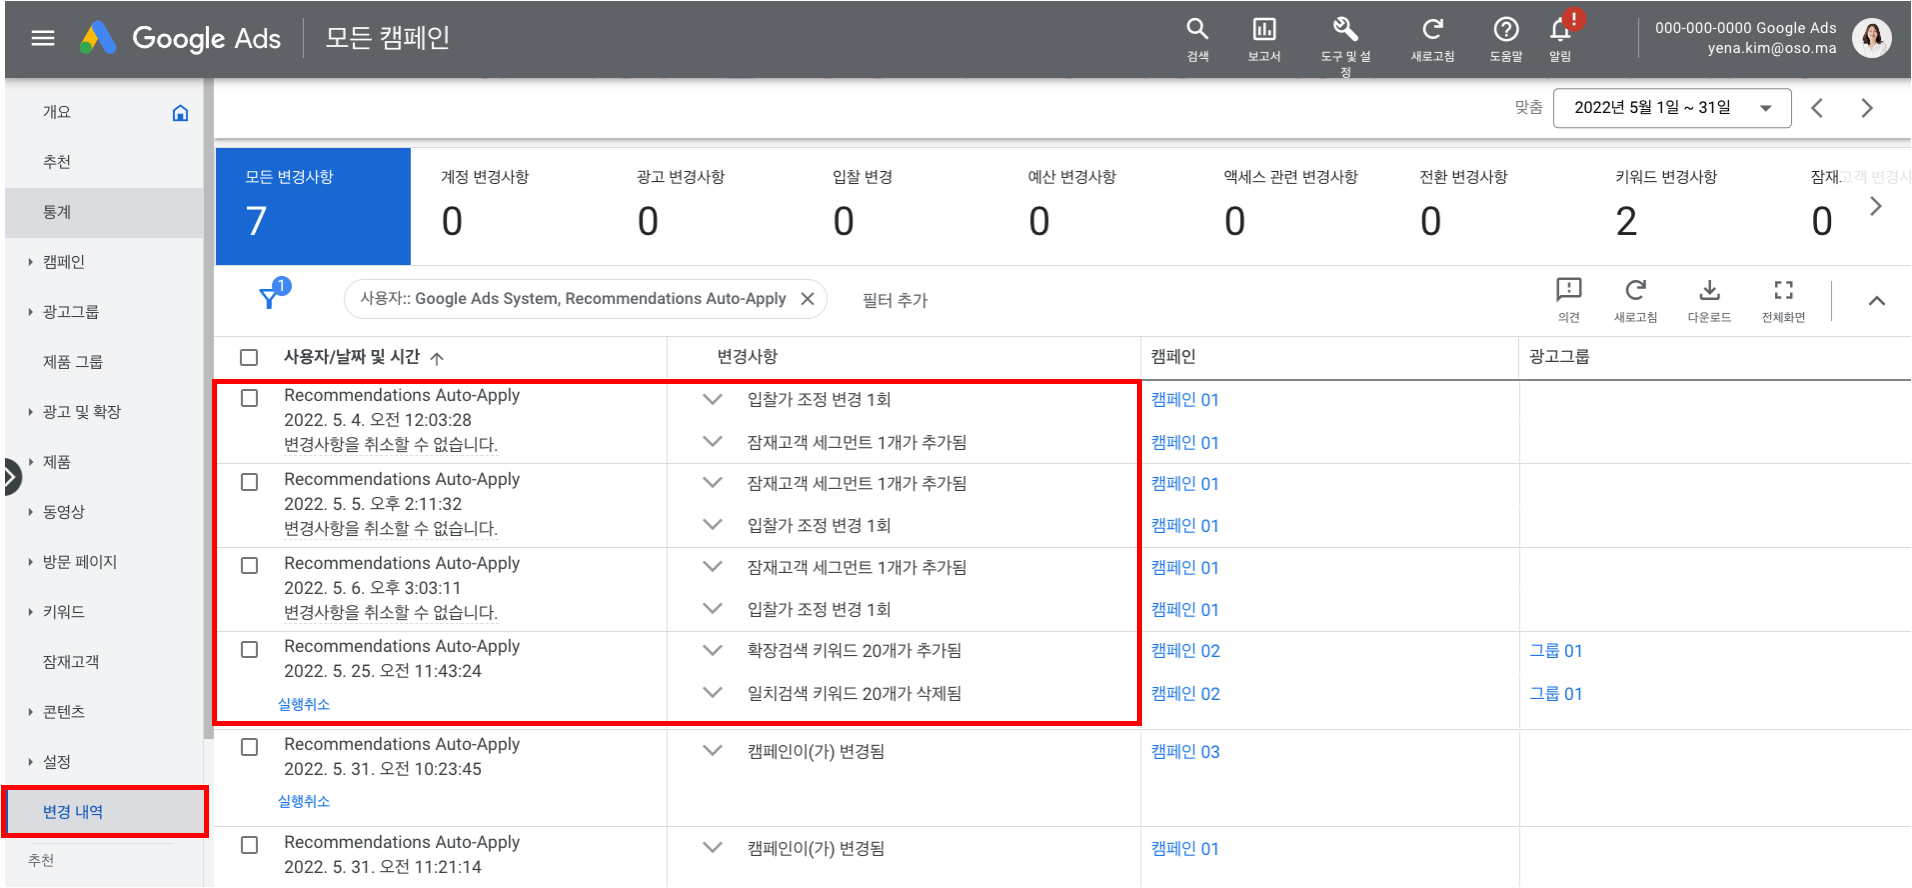 Google Ads
모든 캠페인
검색
보고서
도구 및 설
정
새로고침
도움말
!
알림
000-000-0000 Google Ads
yena.kim@oso.ma
개요
추천
통계
캠페인
광고그룹
제품 그룹
광고 및 확장
제품
동영상
방문 페이지
키워드
잠재고객
콘텐츠
설정
변경 내역
추천
맞춤
2022년 5월 1일 ~ 31일
모든 변경사항
7
계정 변경사항
0
광고 변경사항
0
입찰 변경
0
예산 변경사항
0
액세스 관련 변경사항
0
전환 변경사항
0
키워드 변경사항
2
잠재고객 변경사
0
1
사용자:: Google Ads System, Recommendations Auto-Apply
필터 추가
의견
새로고침
다운로드
전체화면
사용자/날짜 및 시간
변경사항
캠페인
광고그룹
Recommendations Auto-Apply
2022. 5. 4. 오전 12:03:28
변경사항을 취소할 수 없습니다.
입찰가 조정 변경 1회
캠페인 01
잠재고객 세그먼트 1개가 추가됨
캠페인 01
Recommendations Auto-Apply
2022. 5. 5. 오후 2:11:32
변경사항을 취소할 수 없습니다.
잠재고객 세그먼트 1개가 추가됨
캠페인 01
입찰가 조정 변경 1회
캠페인 01
Recommendations Auto-Apply
2022. 5. 6. 오후 3:03:11
변경사항을 취소할 수 없습니다.
잠재고객 세그먼트 1개가 추가됨
캠페인 01
입찰가 조정 변경 1회
캠페인 01
Recommendations Auto-Apply
2022. 5. 25. 오전 11:43:24
실행취소
확장검색 키워드 20개가 추가됨
캠페인 02
그룹 01
일치검색 키워드 20개가 삭제됨
캠페인 02
그룹 01
Recommendations Auto-Apply
2022. 5. 31. 오전 10:23:45
실행취소
캠페인이(가) 변경됨
캠페인 03
Recommendations Auto-Apply
2022. 5. 31. 오전 11:21:14
캠페인이(가) 변경됨
캠페인 01